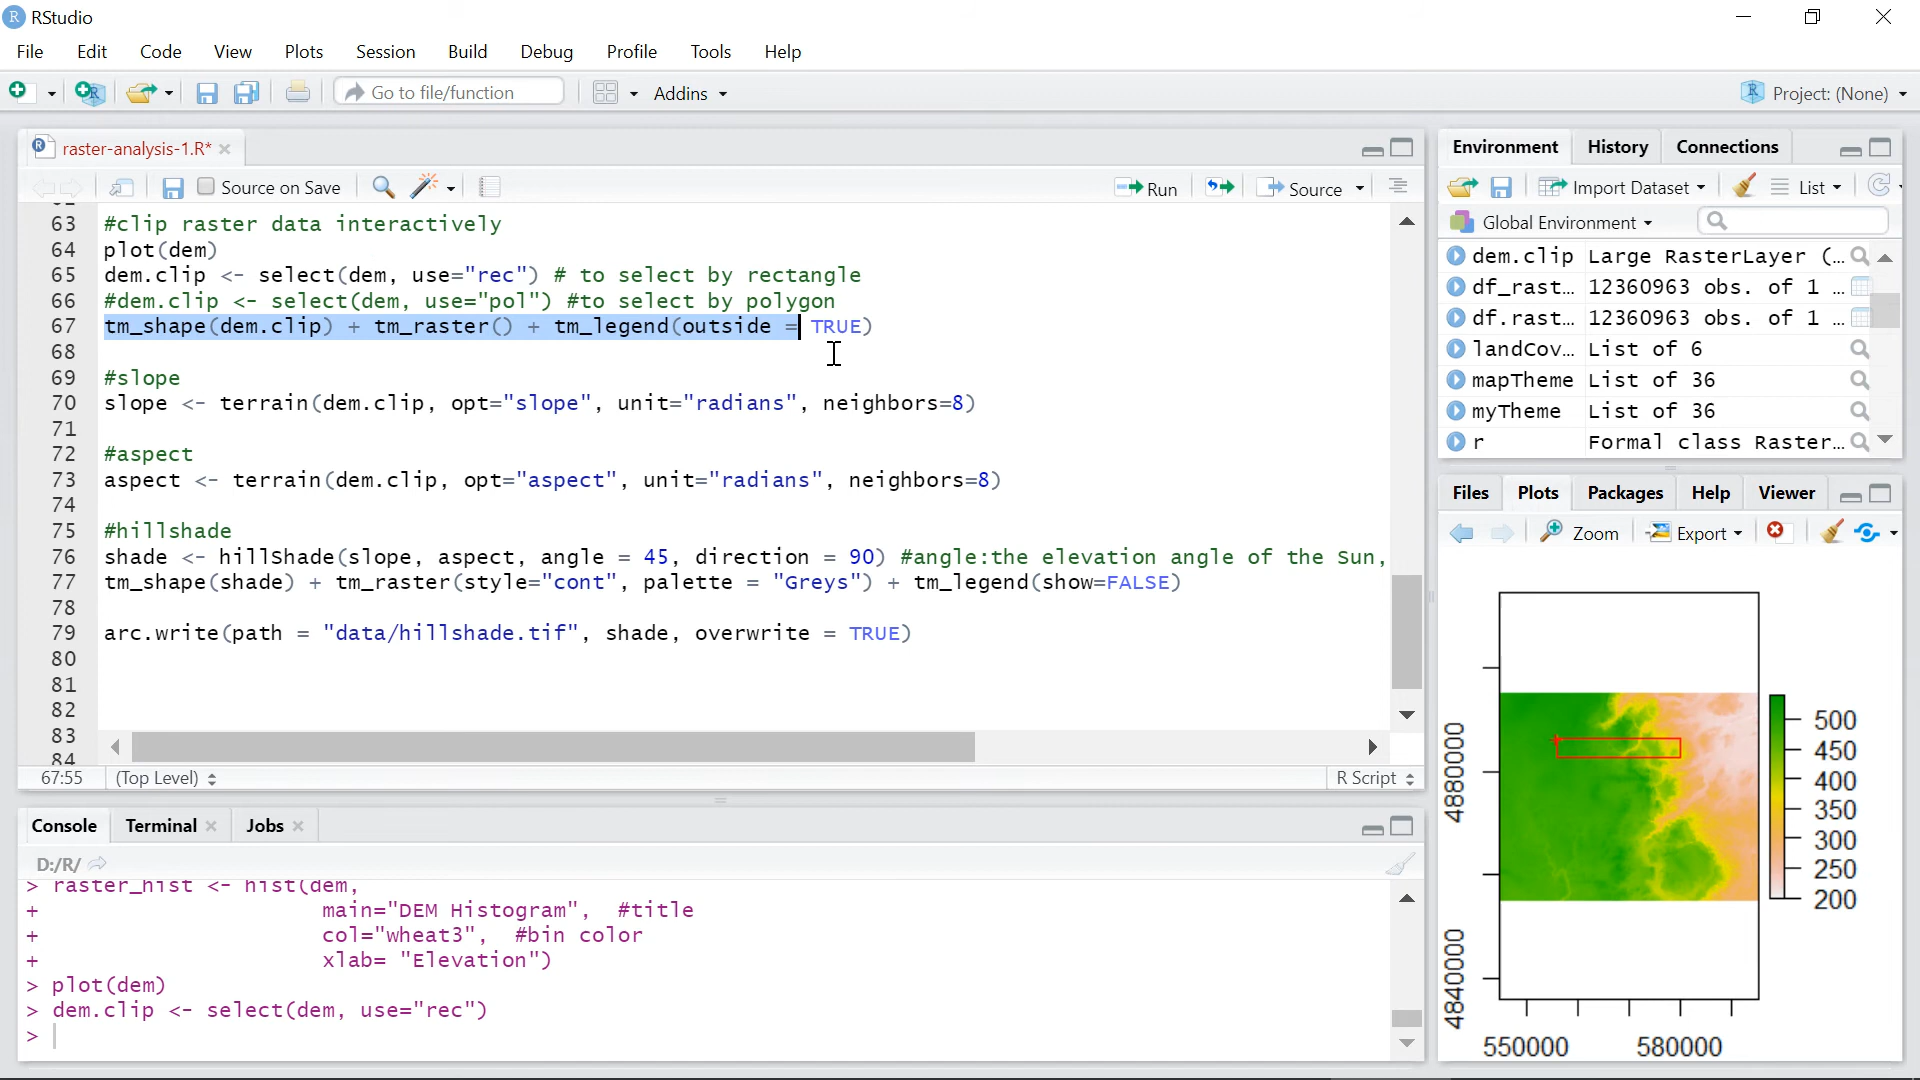 RStudio
File Edit Code View Plots Session Build Debug Profile Tools Help
Go to file/function Addins Project: (None)
raster-analysis-1.R*
Source on Save Run Source
63 #clip raster data interactively
64 plot(dem)
65 dem.clip <- select(dem, use="rec") # to select by rectangle
66 #dem.clip <- select(dem, use="pol") #to select by polygon
67 tm_shape(dem.clip) + tm_raster() + tm_legend(outside = TRUE)
68
69 #slope
70 slope <- terrain(dem.clip, opt="slope", unit="radians", neighbors=8)
71
72 #aspect
73 aspect <- terrain(dem.clip, opt="aspect", unit="radians", neighbors=8)
74
75 #hillshade
76 shade <- hillShade(slope, aspect, angle = 45, direction = 90) #angle:the elevation angle of the Sun,
77 tm_shape(shade) + tm_raster(style="cont", palette = "Greys") + tm_legend(show=FALSE)
78
79 arc.write(path = "data/hillshade.tif", shade, overwrite = TRUE)
80
81
82
83
84
67:55 (Top Level) R Script
Console Terminal Jobs
D:/R/
> raster_hist <- hist(dem,
+ main="DEM Histogram", #title
+ col="wheat3", #bin color
+ xlab= "Elevation")
> plot(dem)
> dem.clip <- select(dem, use="rec")
>
Environment History Connections
Import Dataset List
Global Environment
dem.clip Large RasterLayer (...
df_rast... 12360963 obs. of 1 ...
df.rast... 12360963 obs. of 1 ...
landCov... List of 6
mapTheme List of 36
myTheme List of 36
r Formal class Raster...
Files Plots Packages Help Viewer
Zoom Export
4880000
4840000
550000 580000
500
450
400
350
300
250
200